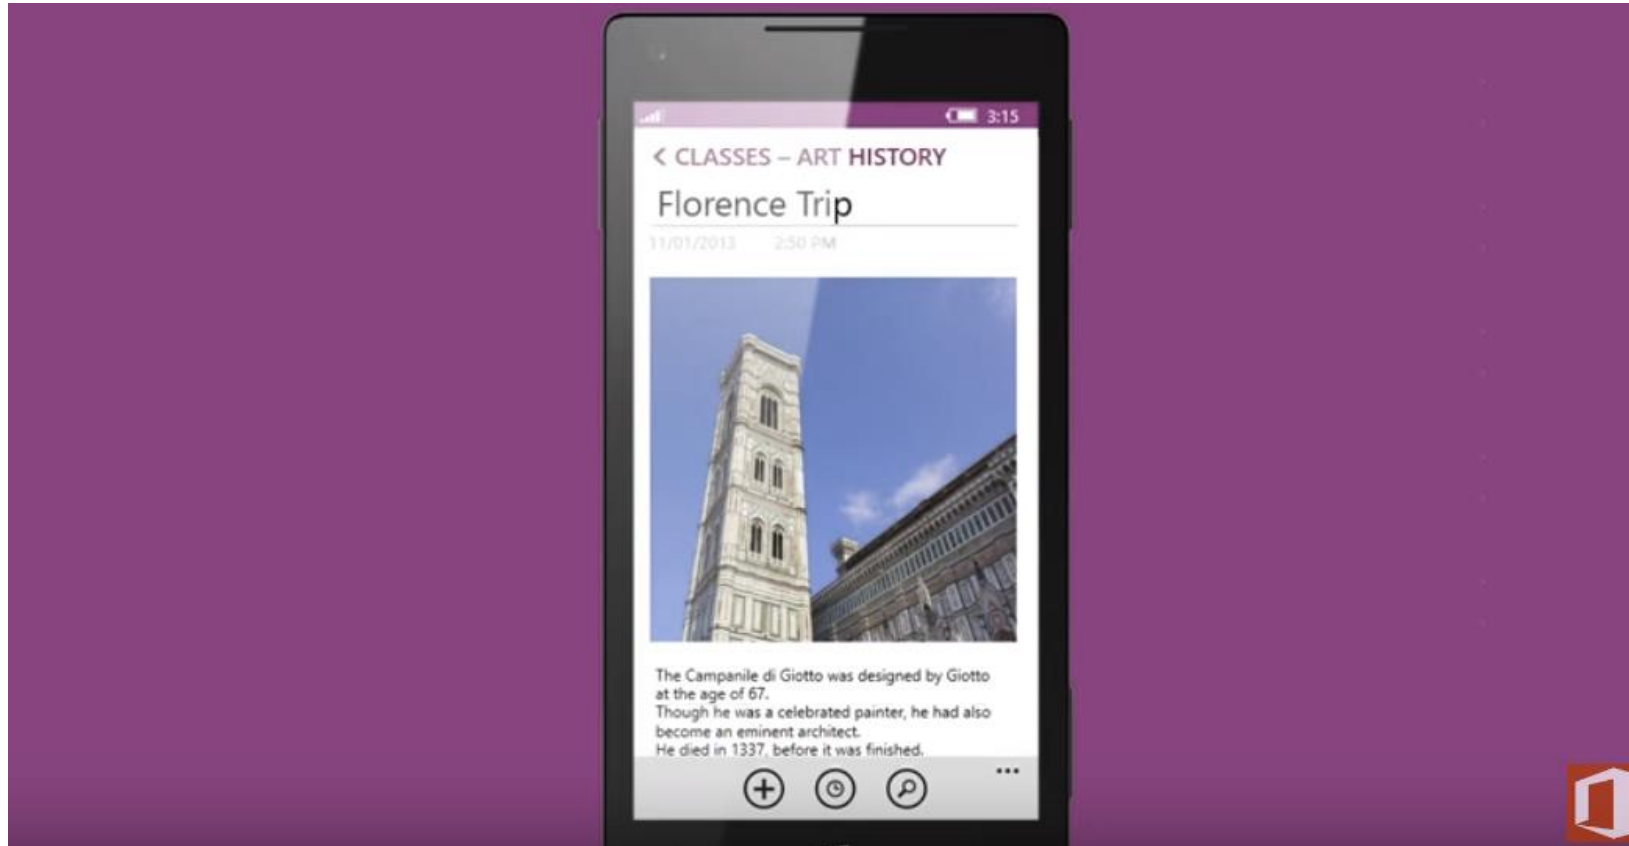 3:15
< CLASSES – ART HISTORY
Florence Trip
11/01/2013 2:50 PM
The Campanile di Giotto was designed by Giotto
at the age of 67.
Though he was a celebrated painter, he had also
become an eminent architect.
He died in 1337, before it was finished.